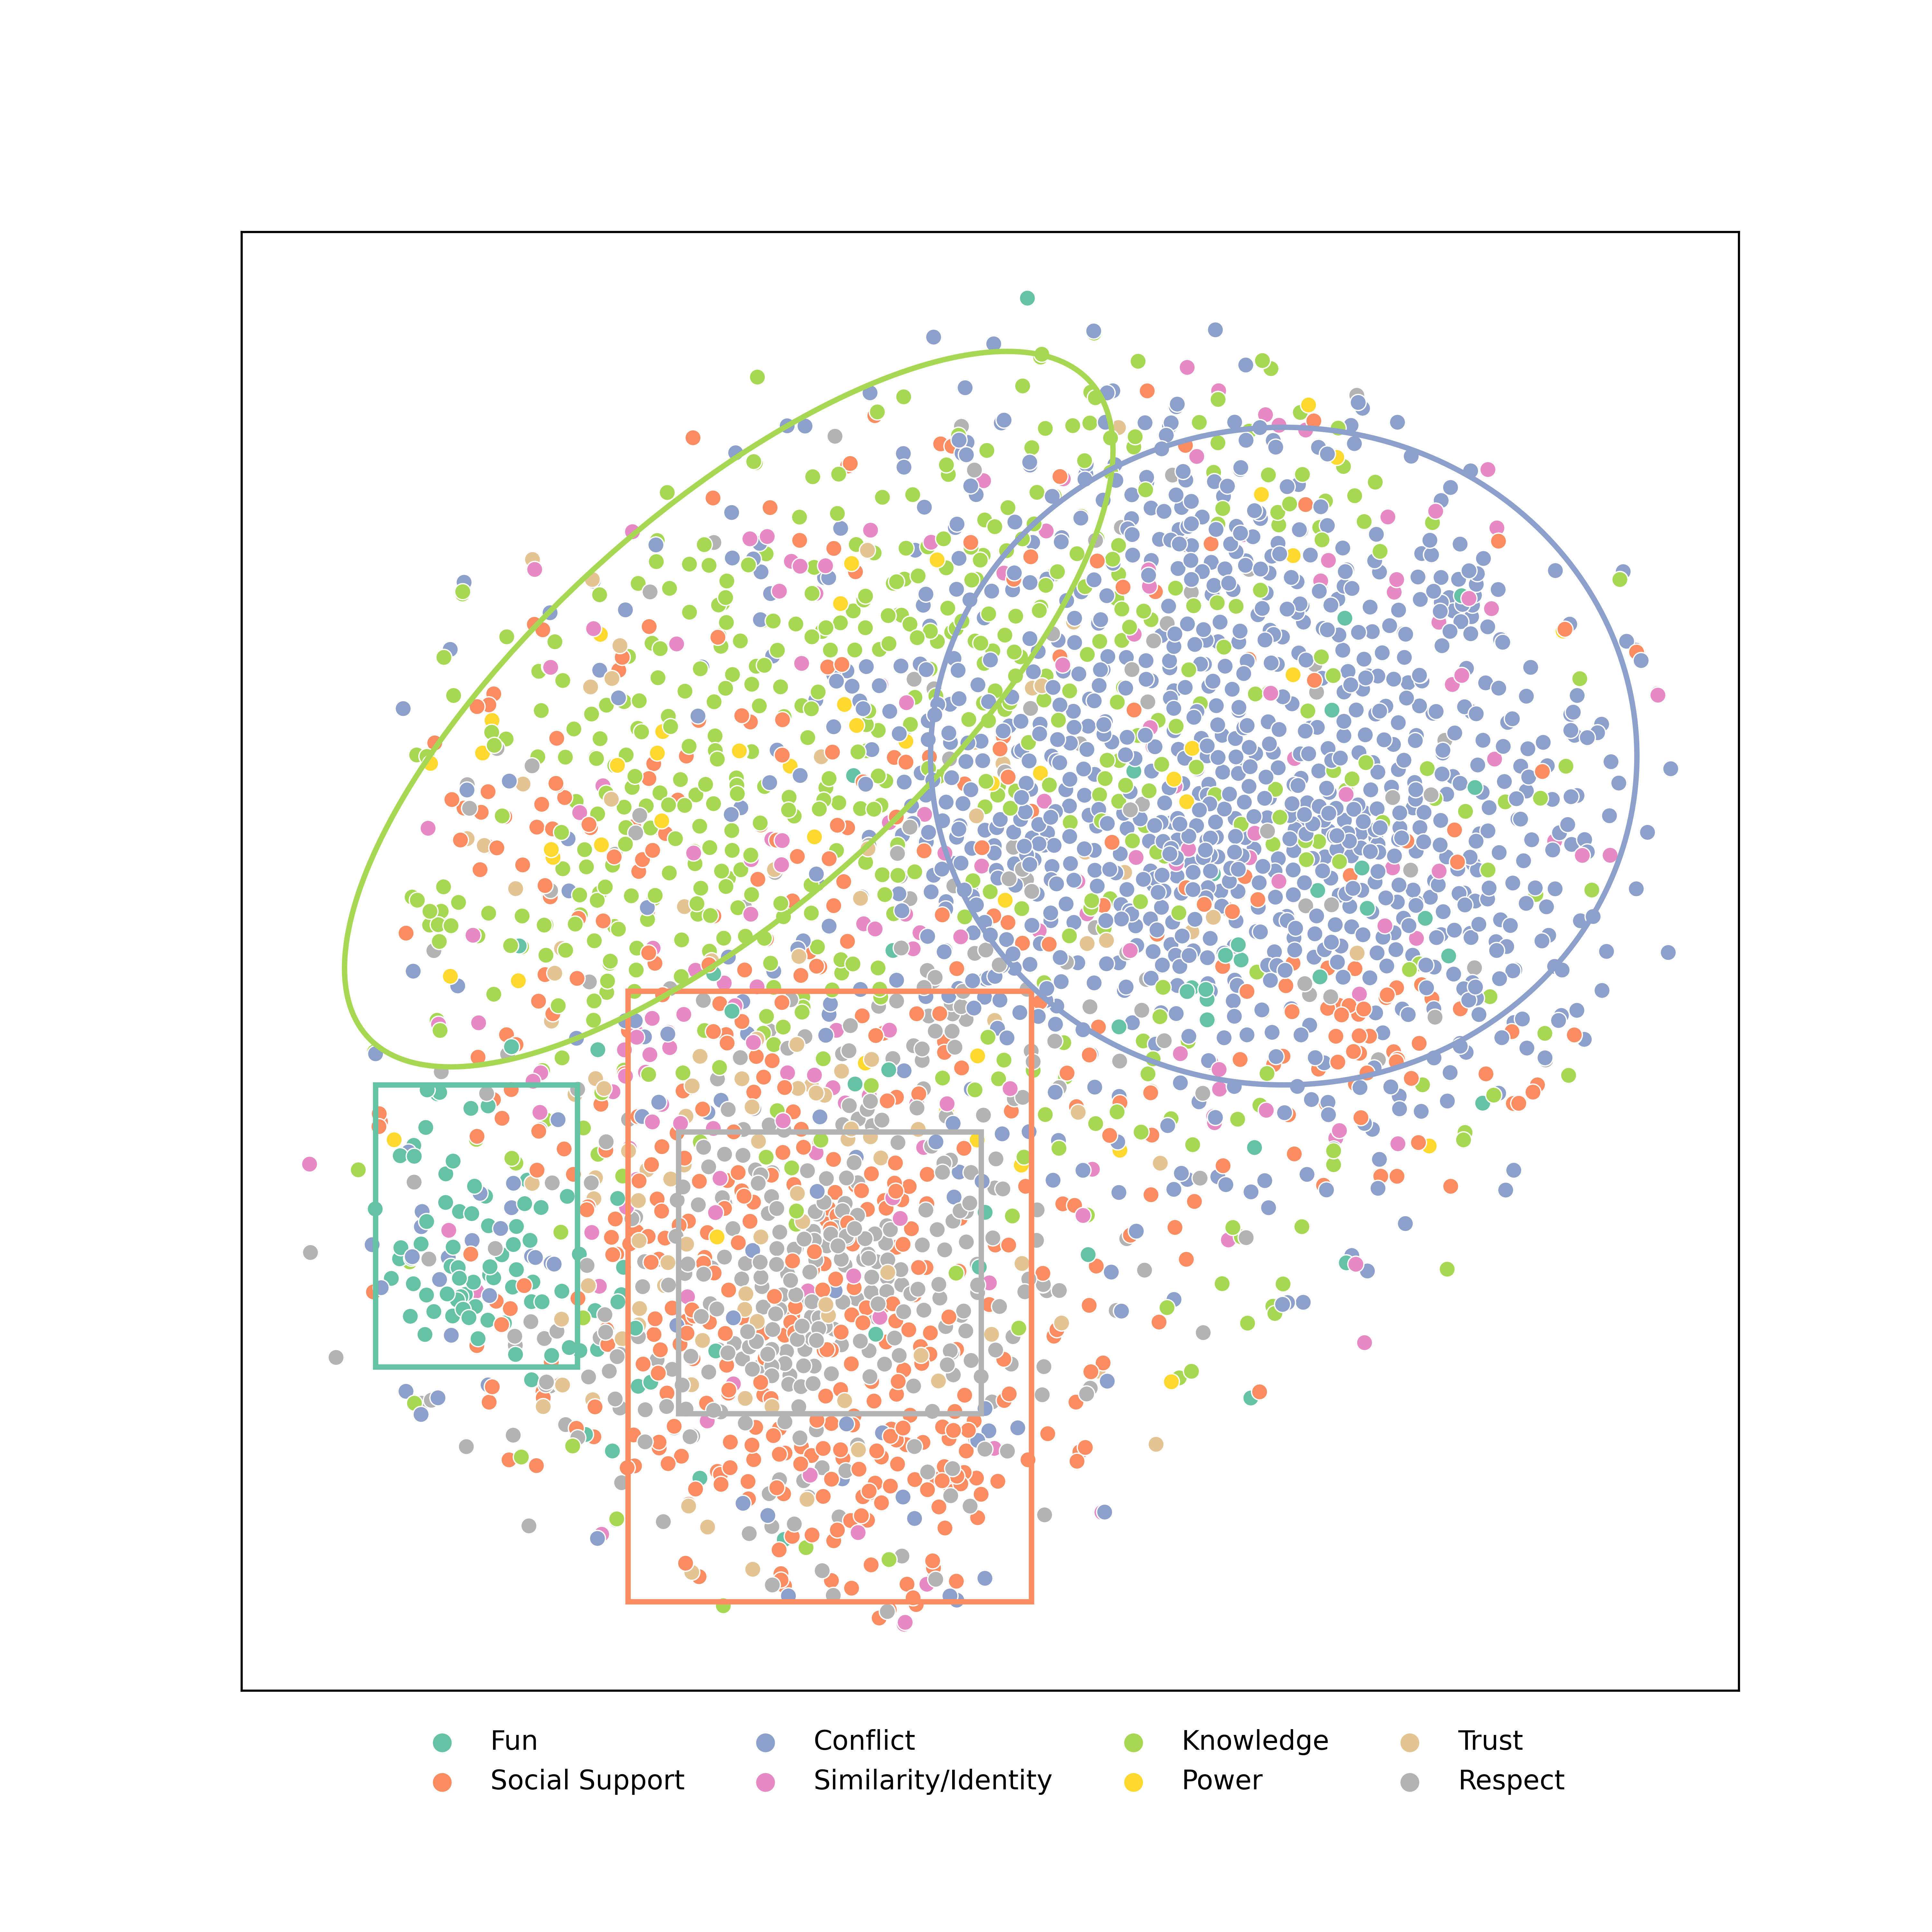 Fun Conflict Knowledge Trust
Social Support Similarity/Identity Power Respect